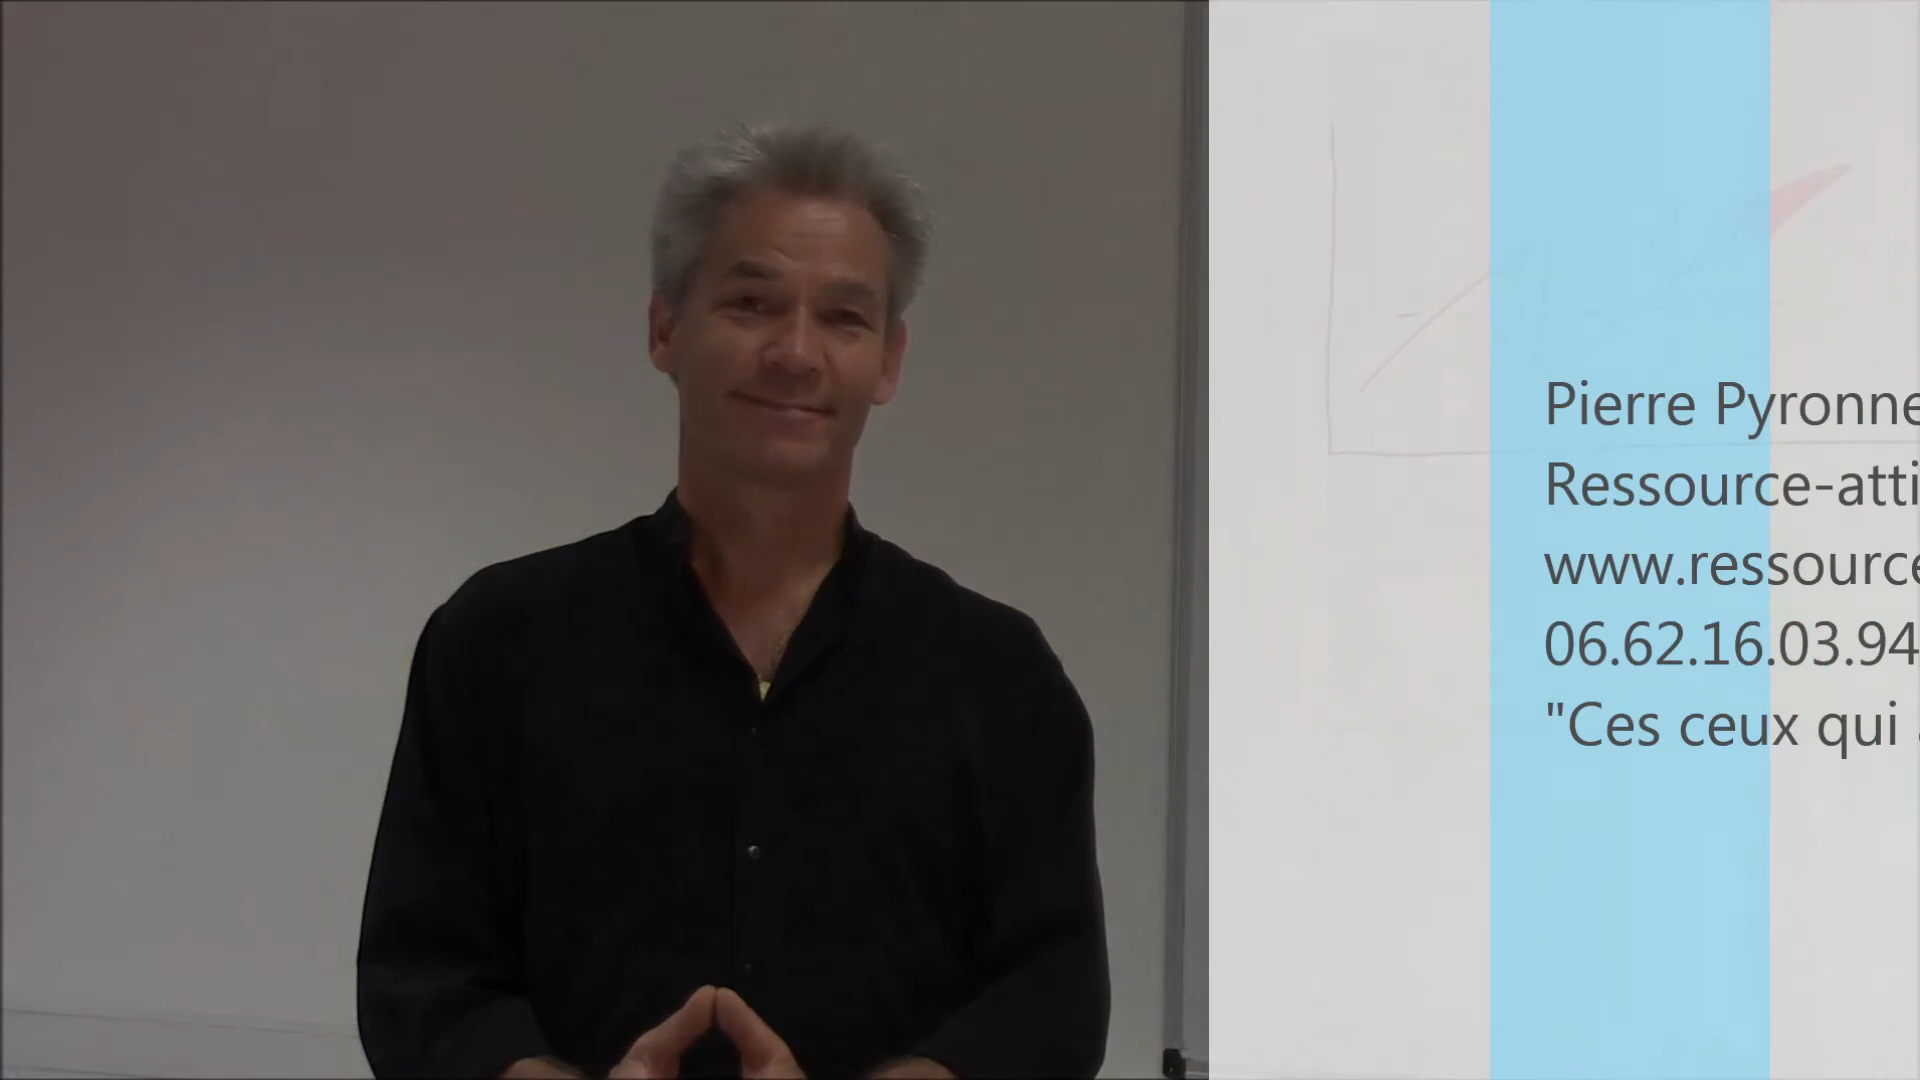 Pierre Pyronne
Ressource-atti
www.ressource
06.62.16.03.94
"Ces ceux qui